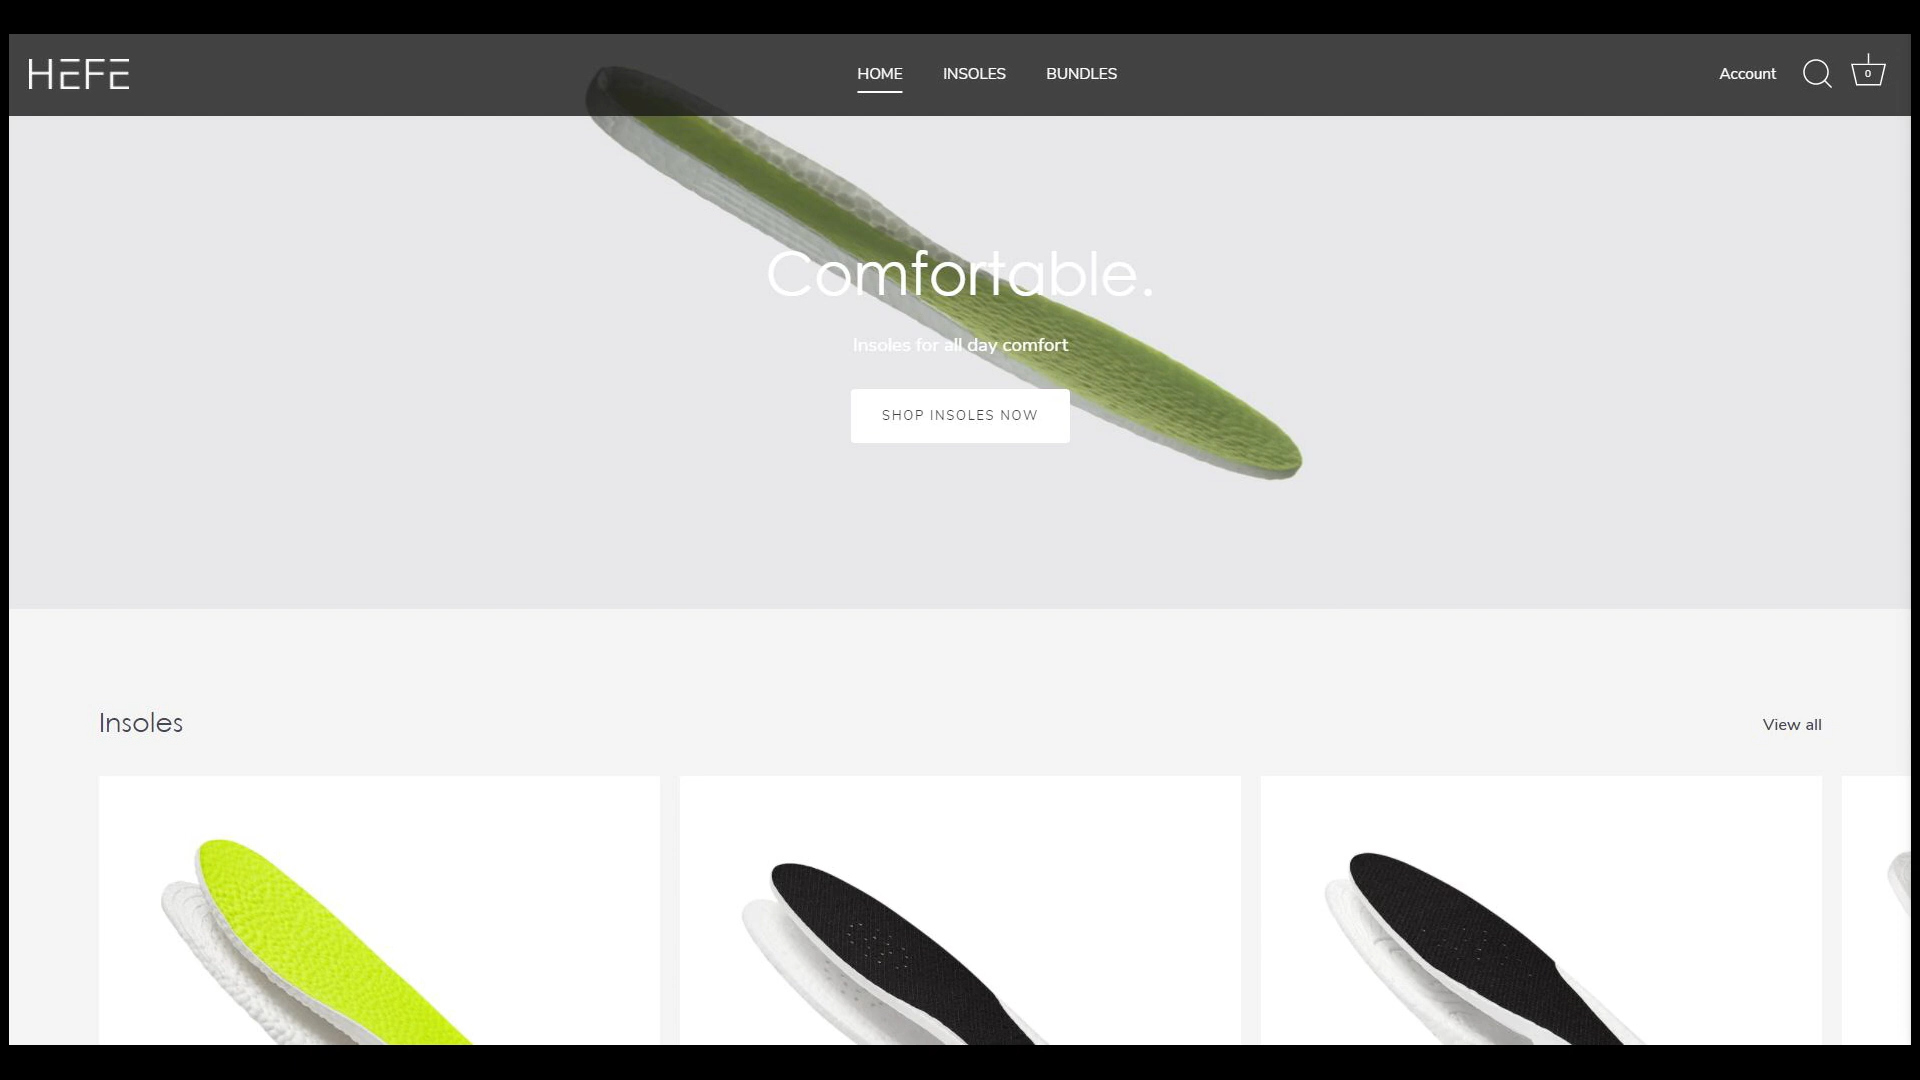 HEFE
HOME INSOLES BUNDLES
Account
0
Comfortable.
Insoles for all day comfort
SHOP INSOLES NOW
Insoles
View all